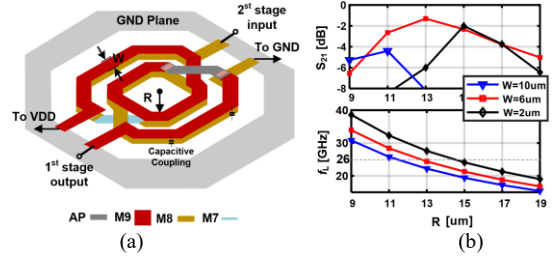 GND Plane
2nd stage
input
To GND
W
R
To VDD
1st stage
output
Capacitive
Coupling
AP M9 M8 M7
(a)
S21 [dB]
0
-2
-4
-6
-8
W=10um
W=6um
W=2um
fL [GHz]
40
35
30
26
20
15
9 11 13 15 17 19
R [um]
(b)